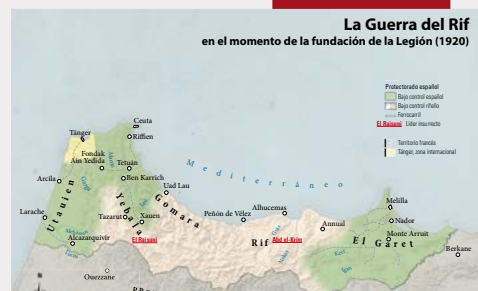 La Guerra del Rif
en el momento de la fundación de la Legión (1920)
Protectorado español
Bajo control español
Bajo control rifeño
Ferrocarril
El Raisuni Líder insurrecto
Territorio francés
Tánger, zona internacional
Ceuta
Tánger
Riffien
Fondak
Ain Yedida
Tetuán
Ben Karrich
Arcila
Uad Lau
Mediterráneo
Melilla
Larache
Utauien
Yebala
Gomara
Tazarut
Xauen
Peñón de Vélez
Alhucemas
Annual
Nador
Monte Arruit
El Raisuni
Rif
Abd el-Krim
El Garet
Alcazarquivir
Kert
Berkane
Ouezzane